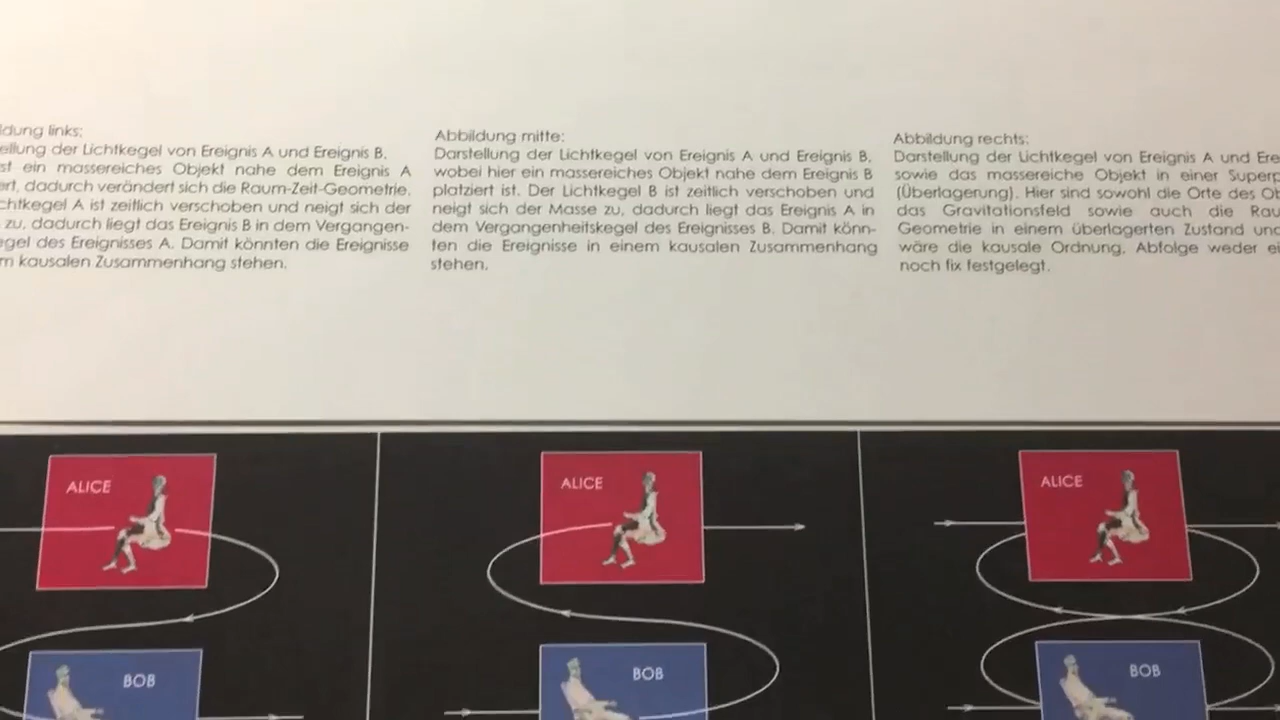 ldung links:
ellung der Lichtkegel von Ereignis A und Ereignis B,
st ein massereiches Objekt nahe dem Ereignis A
ert, dadurch verändert sich die Raum-Zeit-Geometrie.
chtkegel A ist zeitlich verschoben und neigt sich der
zu, dadurch liegt das Ereignis B in dem Vergangen-
egel des Ereignisses A. Damit könnten die Ereignisse
m kausalen Zusammenhang stehen.
Abbildung mitte:
Darstellung der Lichtkegel von Ereignis A und Ereignis B,
wobei hier ein massereiches Objekt nahe dem Ereignis B
platziert ist. Der Lichtkegel B ist zeitlich verschoben und
neigt sich der Masse zu, dadurch liegt das Ereignis A in
dem Vergangenheitskegel des Ereignisses B. Damit könn-
ten die Ereignisse in einem kausalen Zusammenhang
stehen.
Abbildung rechts:
Darstellung der Lichtkegel von Ereignis A und Ere
sowie das massereiche Objekt in einer Superp
(Überlagerung). Hier sind sowohl die Orte des Ob
das Gravitationsfeld sowie auch die Rau
Geometrie in einem überlagerten Zustand und
wäre die kausale Ordnung, Abfolge weder ei
noch fix festgelegt.
ALICE
ALICE
ALICE
BOB
BOB
BOB